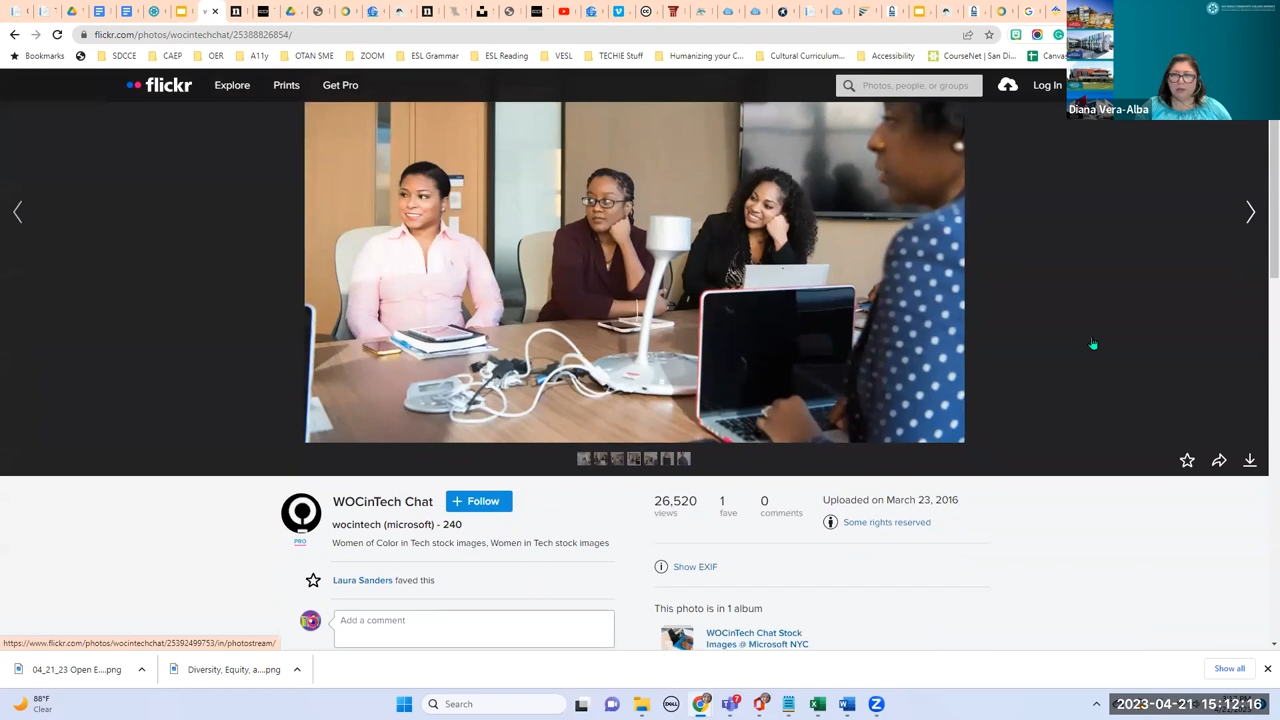 flickr.com/photos/wocintechchat/25388826854/
Bookmarks SDCCE CAEP OER A11y OTAN SMEs ESL Grammar ESL Reading VESL TECHIE Stuff Humanizing your C... Cultural Curriculum... Accessibility CourseNet | San Di... Canvas
flickr Explore Prints Get Pro Photos, people, or groups Log In
Diana Vera-Alba
WOCinTech Chat
+ Follow
PRO
wocintech (microsoft) - 240
Women of Color in Tech stock images, Women in Tech stock images
Laura Sanders faved this
Add a comment
26,520 views
1 fave
0 comments
Uploaded on March 23, 2016
Some rights reserved
Show EXIF
This photo is in 1 album
WOCinTech Chat Stock
Images @ Microsoft NYC
https://www.flickr.com/photos/wocintechchat/25392499753/in/photostream/
04_21_23 Open E....png
Diversity, Equity, a....png
Show all
88°F
Clear
Search
DELL
2023-04-21 15:12:16